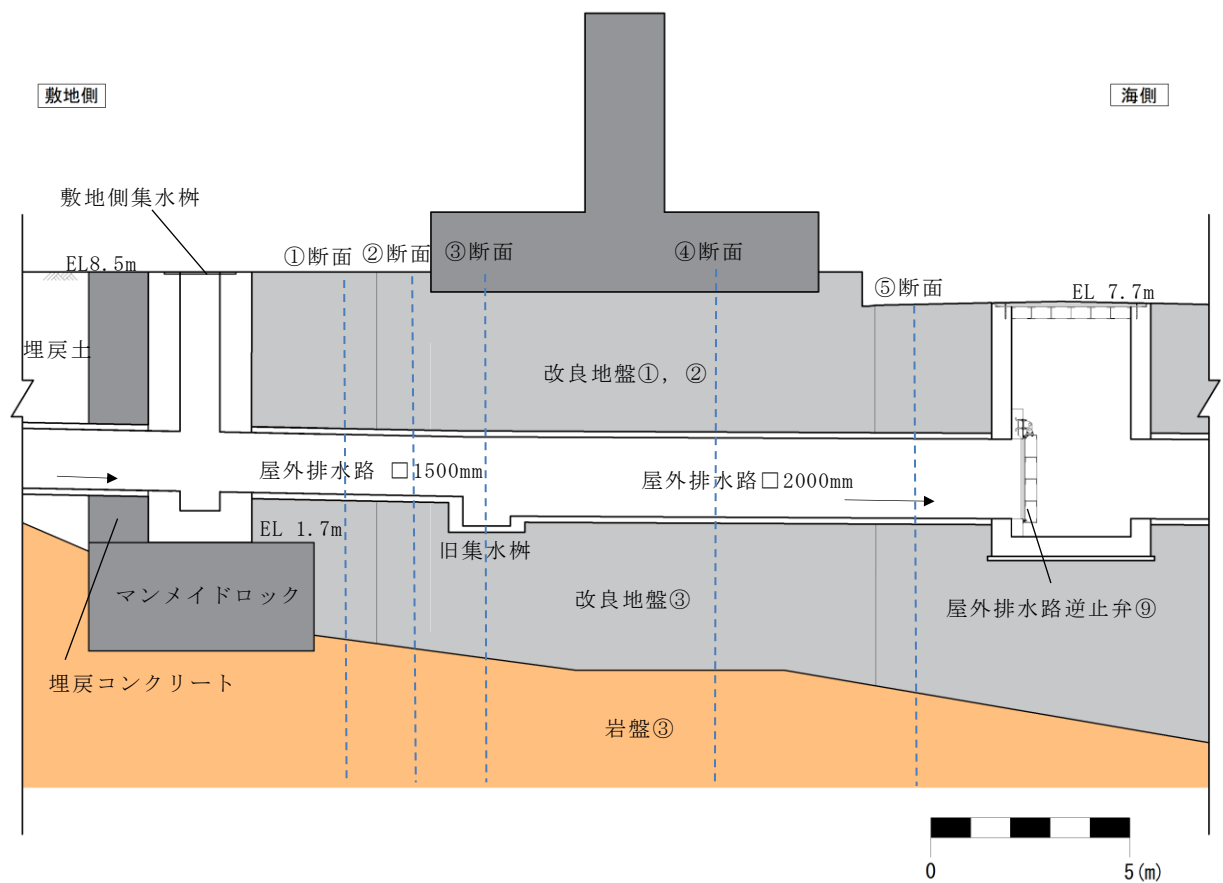 敷地側
海側
敷地側集水桝
EL8.5m
①断面
②断面
③断面
④断面
⑤断面
EL 7.7m
埋戻土
改良地盤①，②
屋外排水路 □1500mm
屋外排水路□2000mm
EL 1.7m
旧集水桝
マンメイドロック
改良地盤③
屋外排水路逆止弁⑨
埋戻コンクリート
岩盤③
0
5(m)